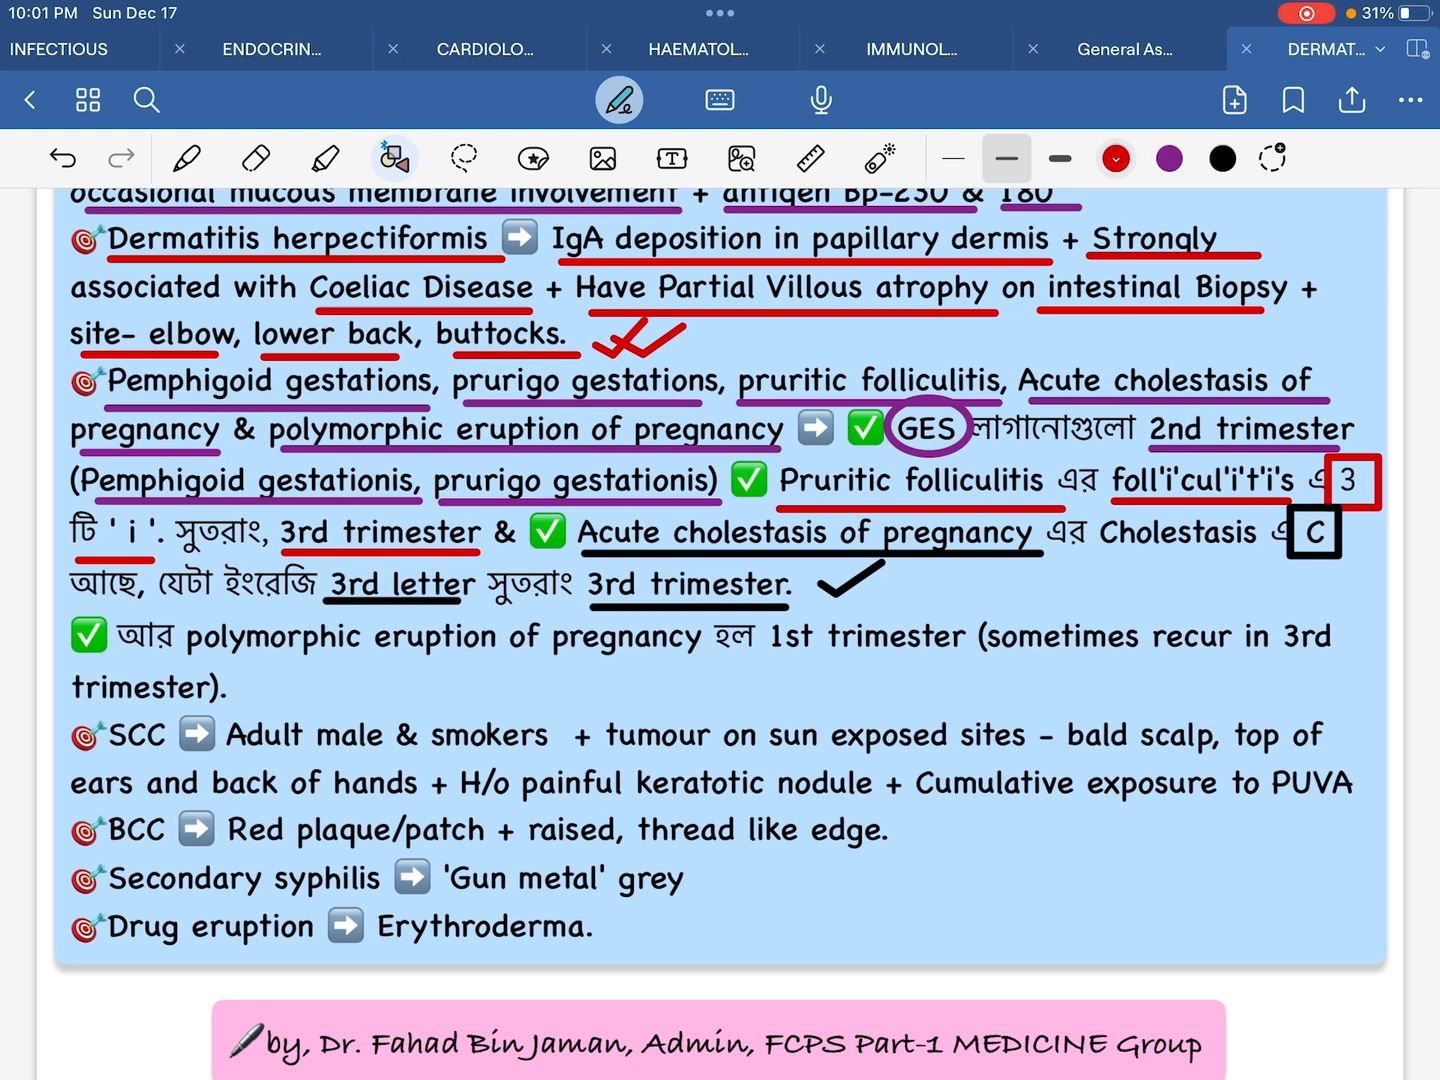 10:01 PM Sun Dec 17
31%
INFECTIOUS
ENDOCRIN...
CARDIOLO...
HAEMATOL...
IMMUNOL...
General As...
DERMAT...
occasional mucous membrane involvement + antigen Bp-230 & 180
🎯Dermatitis herpectiformis ➡️ IgA deposition in papillary dermis + Strongly
associated with Coeliac Disease + Have Partial Villous atrophy on intestinal Biopsy +
site- elbow, lower back, buttocks.
🎯Pemphigoid gestations, prurigo gestations, pruritic folliculitis, Acute cholestasis of
pregnancy & polymorphic eruption of pregnancy ➡️ ✅ GES লাগানোগুলো 2nd trimester
(Pemphigoid gestationis, prurigo gestationis) ✅ Pruritic folliculitis এর foll'i'cul'i't'i's এ 3
টি ' i '. সুতরাং, 3rd trimester & ✅ Acute cholestasis of pregnancy এর Cholestasis এ C
আছে, যেটা ইংরেজি 3rd letter সুতরাং 3rd trimester.
✅ আর polymorphic eruption of pregnancy হল 1st trimester (sometimes recur in 3rd
trimester).
🎯SCC ➡️ Adult male & smokers + tumour on sun exposed sites - bald scalp, top of
ears and back of hands + H/o painful keratotic nodule + Cumulative exposure to PUVA
🎯BCC ➡️ Red plaque/patch + raised, thread like edge.
🎯Secondary syphilis ➡️ 'Gun metal' grey
🎯Drug eruption ➡️ Erythroderma.
🖊️by, Dr. Fahad Bin Jaman, Admin, FCPS Part-1 MEDICINE Group